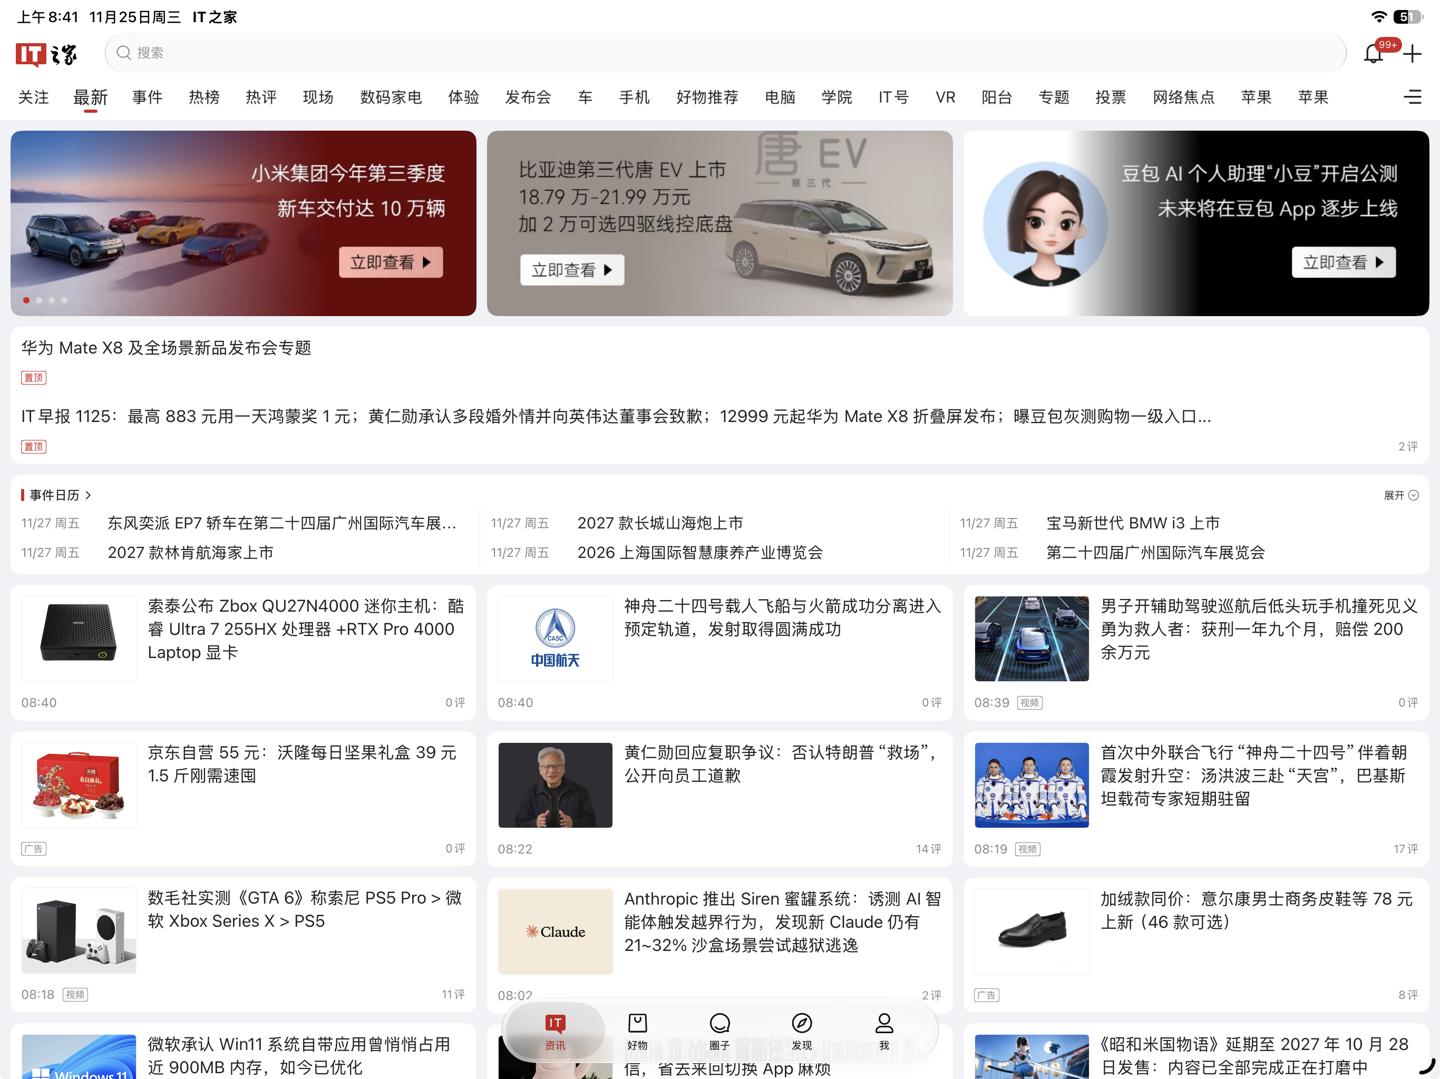 上午8:41 11月25日周三 IT之家
51
IT之家
搜索
99+
关注 最新 事件 热榜 热评 现场 数码家电 体验 发布会 车 手机 好物推荐 电脑 学院 IT号 VR 阳台 专题 投票 网络焦点 苹果 苹果
小米集团今年第三季度
新车交付达 10 万辆
立即查看
唐 EV
第三代
比亚迪第三代唐 EV 上市
18.79 万-21.99 万元
加 2 万可选四驱线控底盘
立即查看
豆包 AI 个人助理“小豆”开启公测
未来将在豆包 App 逐步上线
立即查看
华为 Mate X8 及全场景新品发布会专题
置顶
IT早报 1125：最高 883 元用一天鸿蒙奖 1 元；黄仁勋承认多段婚外情并向英伟达董事会致歉；12999 元起华为 Mate X8 折叠屏发布；曝豆包灰测购物一级入口...
置顶
2评
事件日历
展开
11/27 周五 东风奕派 EP7 轿车在第二十四届广州国际汽车展...
11/27 周五 2027 款长城山海炮上市
11/27 周五 宝马新世代 BMW i3 上市
11/27 周五 2027 款林肯航海家上市
11/27 周五 2026 上海国际智慧康养产业博览会
11/27 周五 第二十四届广州国际汽车展览会
索泰公布 Zbox QU27N4000 迷你主机：酷
睿 Ultra 7 255HX 处理器 +RTX Pro 4000
Laptop 显卡
08:40
0评
CASC
中国航天
神舟二十四号载人飞船与火箭成功分离进入
预定轨道，发射取得圆满成功
08:40
0评
男子开辅助驾驶巡航后低头玩手机撞死见义
勇为救人者：获刑一年九个月，赔偿 200
余万元
08:39 视频
0评
京东自营 55 元：沃隆每日坚果礼盒 39 元
1.5 斤刚需速囤
广告
0评
黄仁勋回应复职争议：否认特朗普“救场”，
公开向员工道歉
08:22
14评
首次中外联合飞行“神舟二十四号”伴着朝
霞发射升空：汤洪波三赴“天宫”，巴基斯
坦载荷专家短期驻留
08:19 视频
17评
数毛社实测《GTA 6》称索尼 PS5 Pro > 微
软 Xbox Series X > PS5
08:18 视频
11评
Claude
Anthropic 推出 Siren 蜜罐系统：诱测 AI 智
能体触发越界行为，发现新 Claude 仍有
21~32% 沙盒场景尝试越狱逃逸
08:02
2评
加绒款同价：意尔康男士商务皮鞋等 78 元
上新（46 款可选）
广告
8评
Windows 11
微软承认 Win11 系统自带应用曾悄悄占用
近 900MB 内存，如今已优化
信，省去来回切换 App 麻烦
《昭和米国物语》延期至 2027 年 10 月 28
日发售：内容已全部完成正在打磨中
IT
资讯 好物 圈子 发现 我